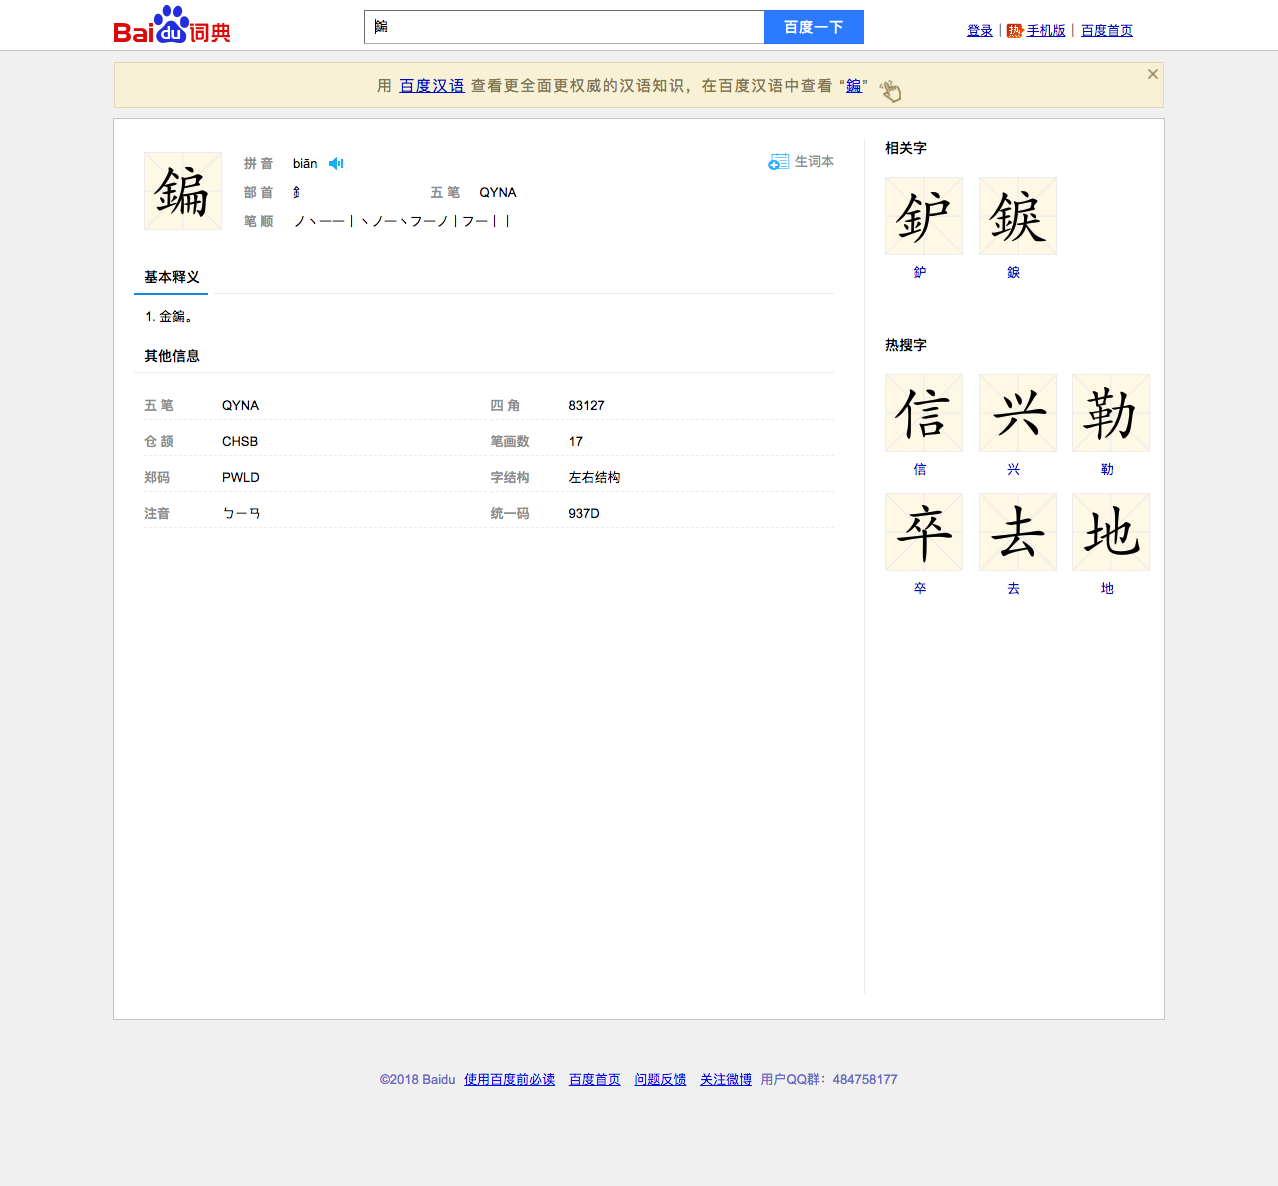 Baidu词典
鍽
百度一下
登录 | 热 手机版 | 百度首页
用 百度汉语 查看更全面更权威的汉语知识，在百度汉语中查看 “鍽”
鍽
拼 音 biān
生词本
部 首 釒 五 笔 QYNA
笔 顺 ノ丶一一丨丶ノ一丶フ一ノ丨フ一丨丨
基本释义
1. 金鍽。
其他信息
五 笔 QYNA 四 角 83127
仓 颉 CHSB 笔画数 17
郑码 PWLD 字结构 左右结构
注音 ㄅㄧㄢ 统一码 937D
相关字
鈩 錑
鈩 錑
热搜字
信 兴 勒
信 兴 勒
卒 去 地
卒 去 地
©2018 Baidu 使用百度前必读 百度首页 问题反馈 关注微博 用户QQ群：484758177